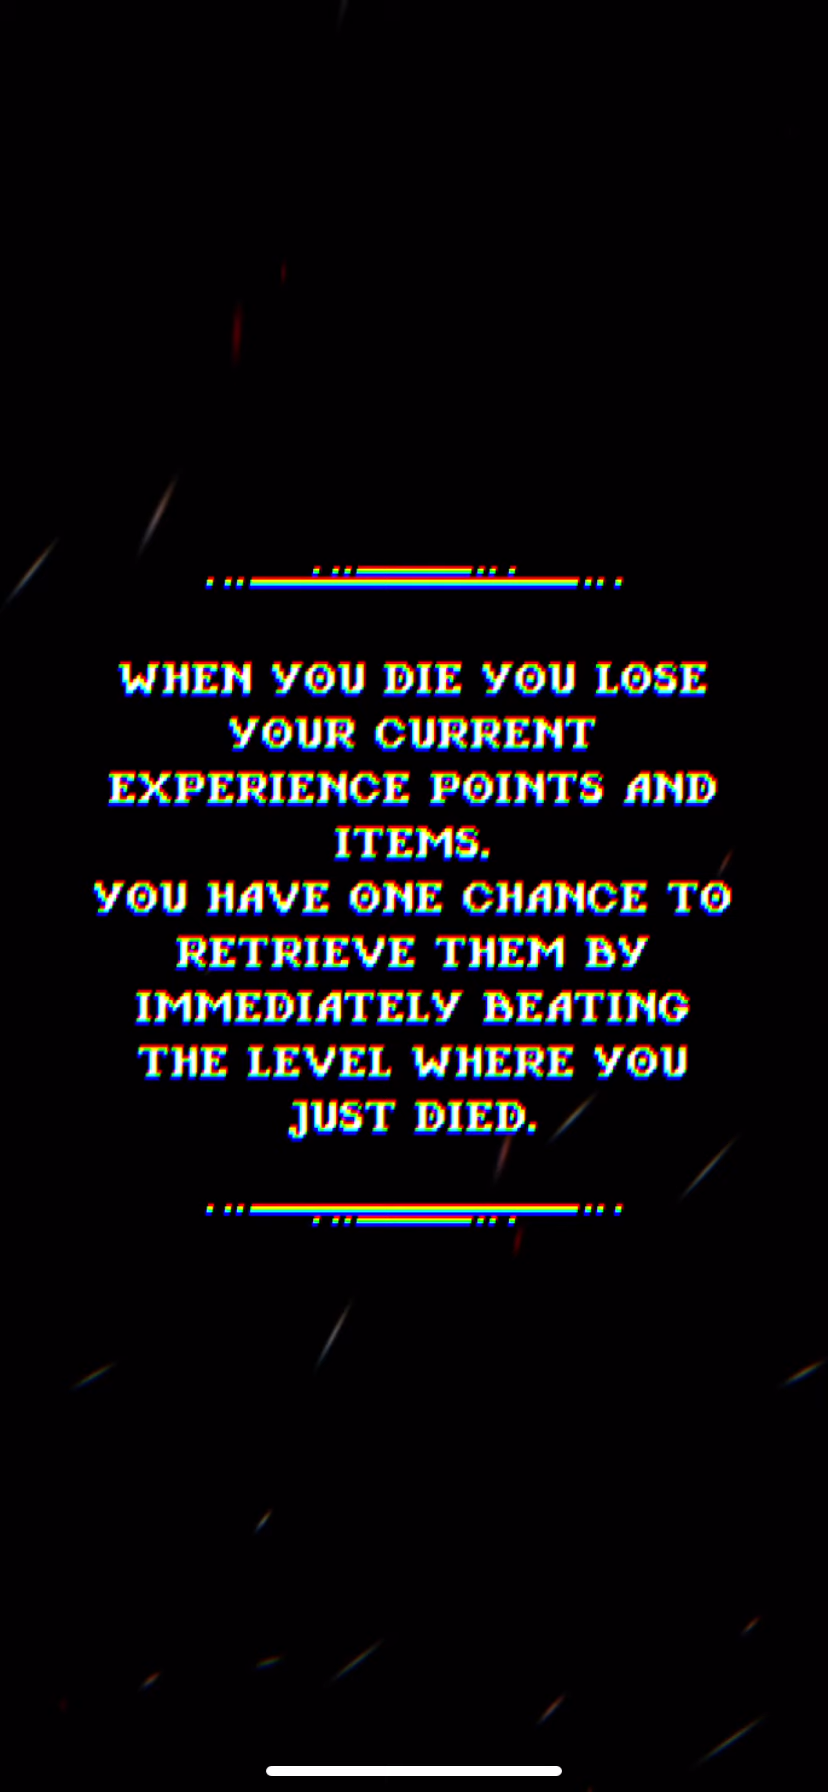 WHEN YOU DIE YOU LOSE
YOUR CURRENT
EXPERIENCE POINTS AND
ITEMS.
YOU HAVE ONE CHANCE TO
RETRIEVE THEM BY
IMMEDIATELY BEATING
THE LEVEL WHERE YOU
JUST DIED.